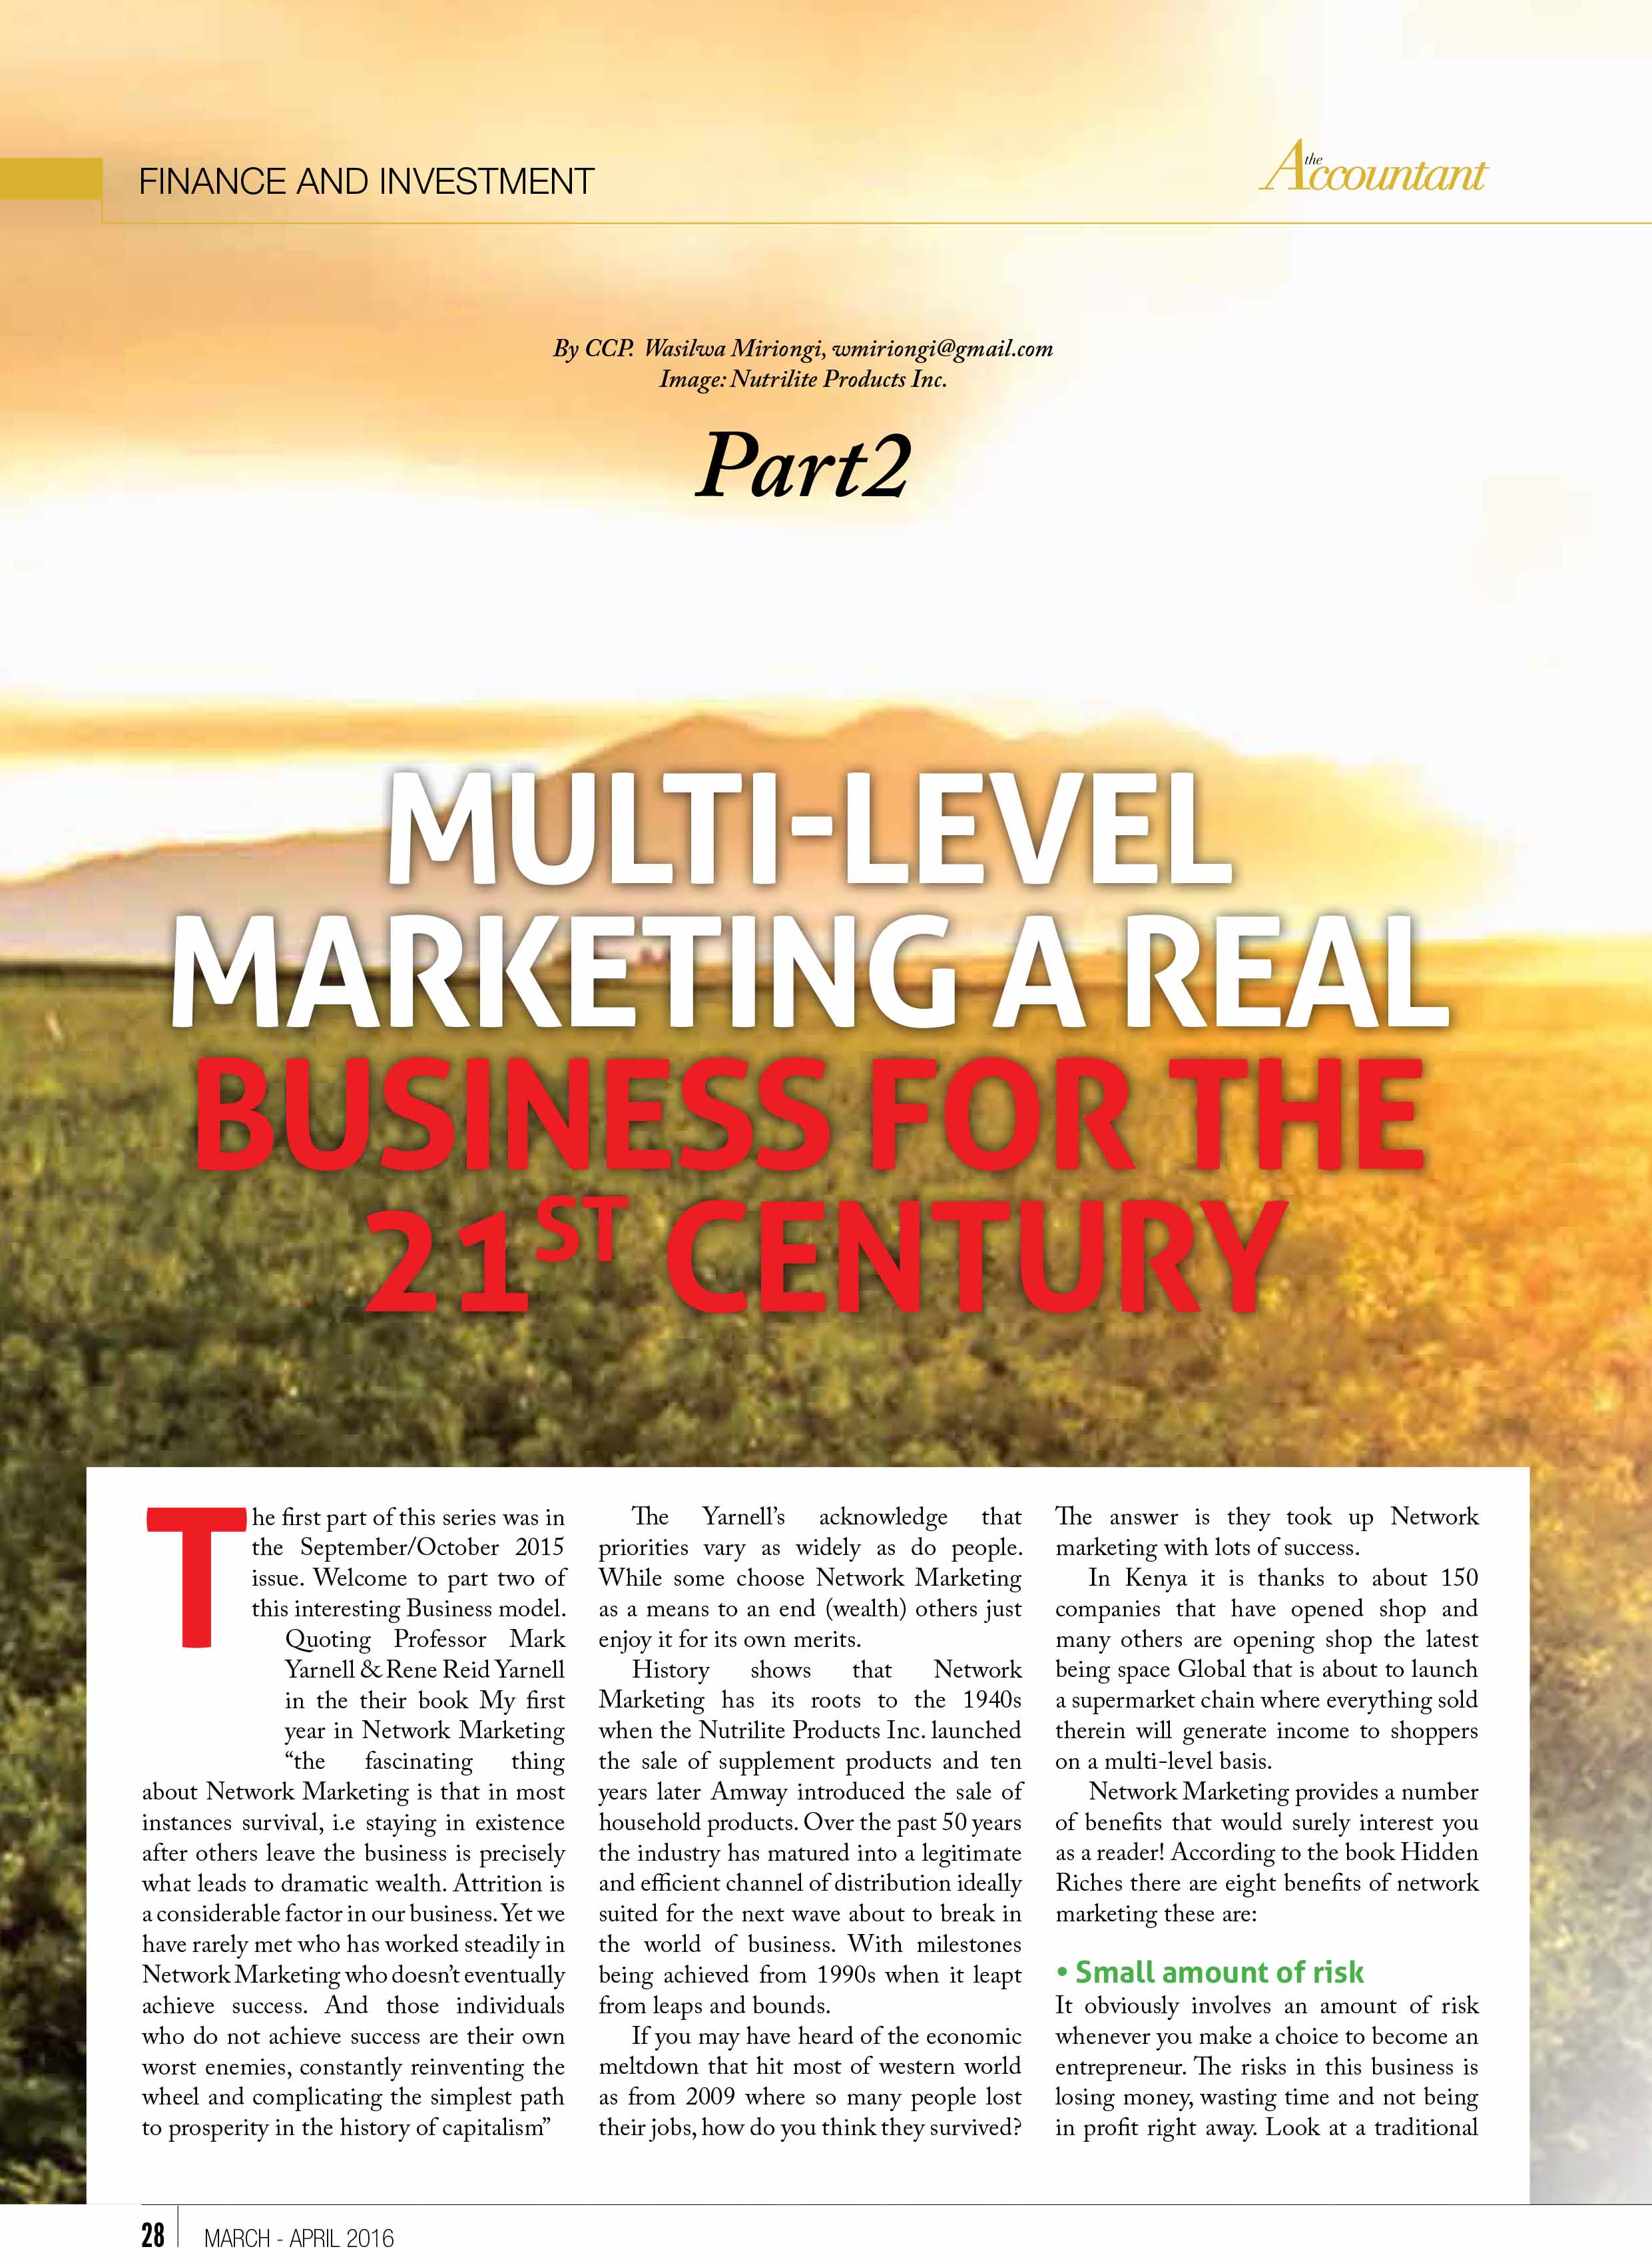 FINANCE AND INVESTMENT
the Accountant
By CCP. Wasilwa Miriongi, wmiriongi@gmail.com
Image: Nutrilite Products Inc.
Part2
MULTI-LEVEL
MARKETING A REAL
BUSINESS FOR THE
21ST CENTURY
The first part of this series was in
the September/October 2015
issue. Welcome to part two of
this interesting Business model.
Quoting Professor Mark
Yarnell & Rene Reid Yarnell
in the their book My first
year in Network Marketing
“the fascinating thing
about Network Marketing is that in most
instances survival, i.e staying in existence
after others leave the business is precisely
what leads to dramatic wealth. Attrition is
a considerable factor in our business. Yet we
have rarely met who has worked steadily in
Network Marketing who doesn’t eventually
achieve success. And those individuals
who do not achieve success are their own
worst enemies, constantly reinventing the
wheel and complicating the simplest path
to prosperity in the history of capitalism”
The Yarnell’s acknowledge that
priorities vary as widely as do people.
While some choose Network Marketing
as a means to an end (wealth) others just
enjoy it for its own merits.
History shows that Network
Marketing has its roots to the 1940s
when the Nutrilite Products Inc. launched
the sale of supplement products and ten
years later Amway introduced the sale of
household products. Over the past 50 years
the industry has matured into a legitimate
and efficient channel of distribution ideally
suited for the next wave about to break in
the world of business. With milestones
being achieved from 1990s when it leapt
from leaps and bounds.
If you may have heard of the economic
meltdown that hit most of western world
as from 2009 where so many people lost
their jobs, how do you think they survived?
The answer is they took up Network
marketing with lots of success.
In Kenya it is thanks to about 150
companies that have opened shop and
many others are opening shop the latest
being space Global that is about to launch
a supermarket chain where everything sold
therein will generate income to shoppers
on a multi-level basis.
Network Marketing provides a number
of benefits that would surely interest you
as a reader! According to the book Hidden
Riches there are eight benefits of network
marketing these are:
• Small amount of risk
It obviously involves an amount of risk
whenever you make a choice to become an
entrepreneur. The risks in this business is
losing money, wasting time and not being
in profit right away. Look at a traditional
28 MARCH - APRIL 2016